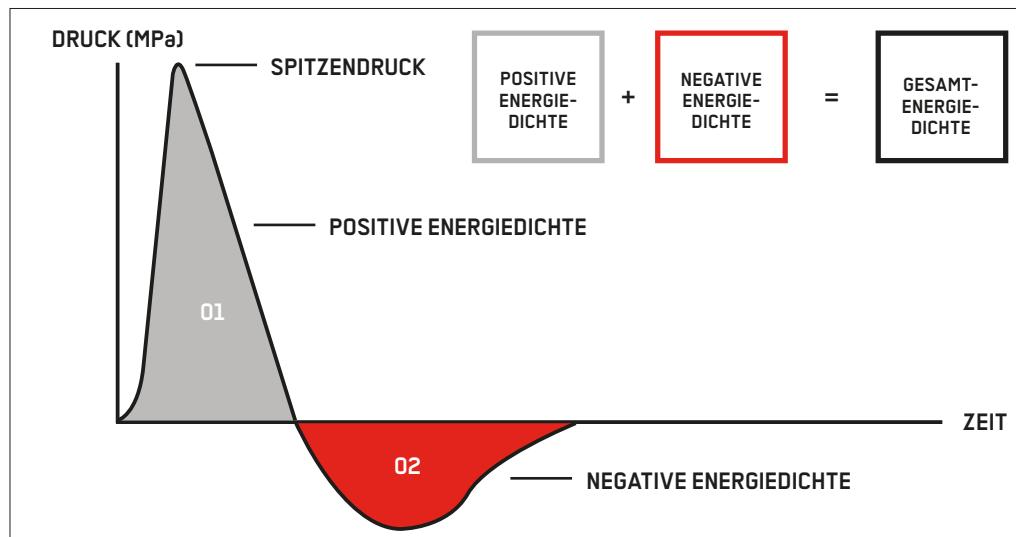 DRUCK (MPa)
SPITZENDRUCK
POSITIVE
ENERGIE-
DICHTE
+
NEGATIVE
ENERGIE-
DICHTE
=
GESAMT-
ENERGIE-
DICHTE
POSITIVE ENERGIEDICHTE
01
ZEIT
02
NEGATIVE ENERGIEDICHTE